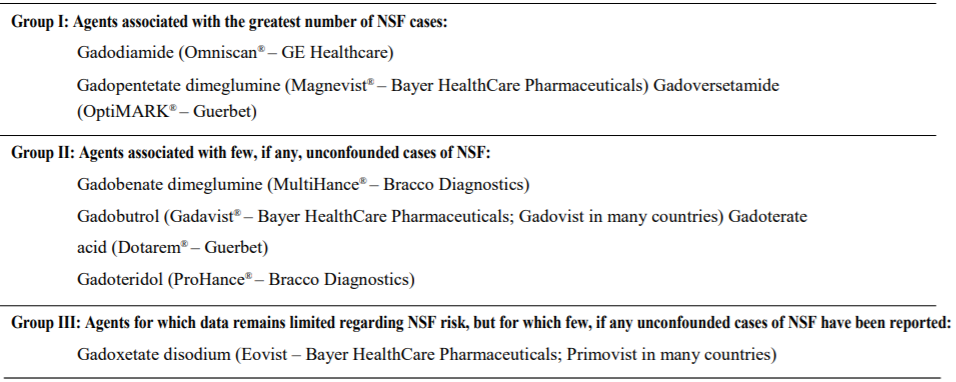 Group I: Agents associated with the greatest number of NSF cases:
Gadodiamide (Omniscan® – GE Healthcare)
Gadopentetate dimeglumine (Magnevist® – Bayer HealthCare Pharmaceuticals) Gadoversetamide
(OptiMARK® – Guerbet)
Group II: Agents associated with few, if any, unconfounded cases of NSF:
Gadobenate dimeglumine (MultiHance® – Bracco Diagnostics)
Gadobutrol (Gadavist® – Bayer HealthCare Pharmaceuticals; Gadovist in many countries) Gadoterate
acid (Dotarem® – Guerbet)
Gadoteridol (ProHance® – Bracco Diagnostics)
Group III: Agents for which data remains limited regarding NSF risk, but for which few, if any unconfounded cases of NSF have been reported:
Gadoxetate disodium (Eovist – Bayer HealthCare Pharmaceuticals; Primovist in many countries)